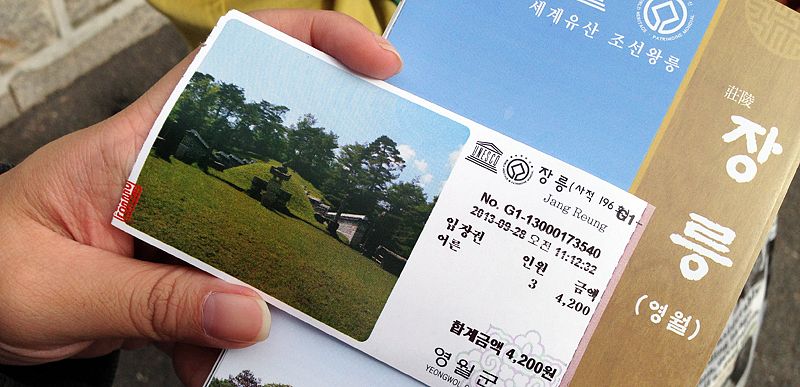 세계유산 조선왕릉
莊陵
장릉
(영월)
UNESCO
장릉(사적 196
Jang Reung
G1-
No. G1-13000173540
2013-09-28 오전 11:12:32
입장권 인원 금액
어른 3 4,200
합계금액 4,200원
영월군